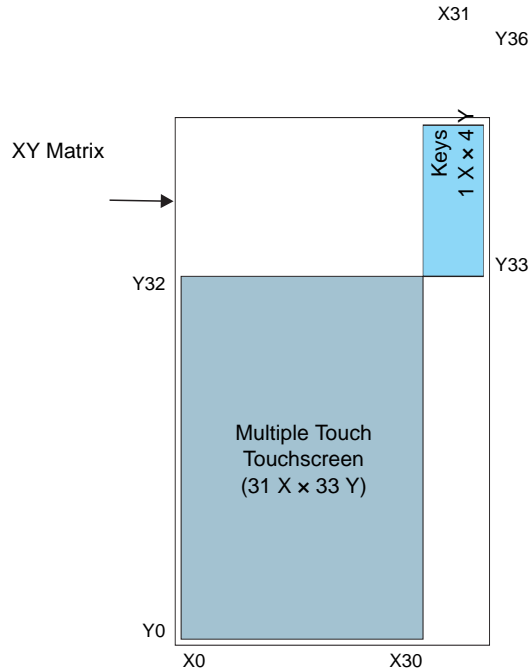 X31
Y36
Keys
1 X × 4 Y
XY Matrix
Y32
Y33
Multiple Touch
Touchscreen
(31 X × 33 Y)
Y0
X0
X30